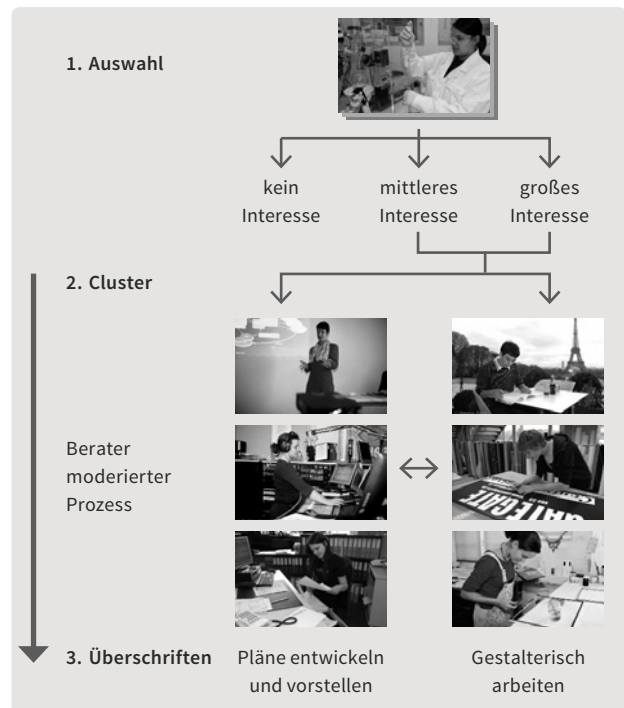 1. Auswahl
kein
Interesse
mittleres
Interesse
großes
Interesse
2. Cluster
Berater
moderierter
Prozess
GATEGATE
3. Überschriften
Pläne entwickeln
und vorstellen
Gestalterisch
arbeiten